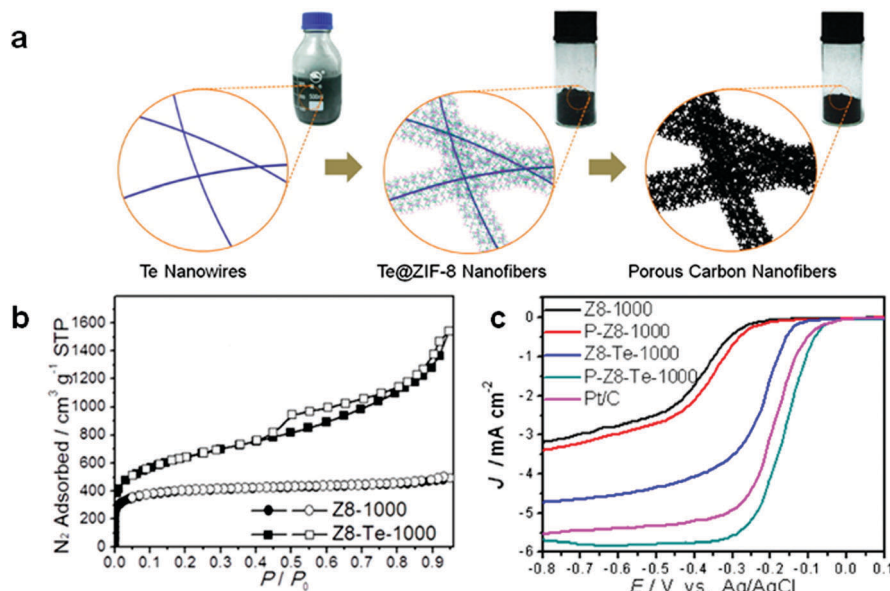 a
Te Nanowires
Te@ZIF-8 Nanofibers
Porous Carbon Nanofibers
b
N₂ Adsorbed / cm³ g⁻¹ STP
1600
1400
1200
1000
800
600
400
200
0
Z8-1000
Z8-Te-1000
0.0 0.1 0.2 0.3 0.4 0.5 0.6 0.7 0.8 0.9
P / P₀
c
Z8-1000
P-Z8-1000
Z8-Te-1000
P-Z8-Te-1000
Pt/C
J / mA cm⁻²
0
-1
-2
-3
-4
-5
-6
-0.8 -0.7 -0.6 -0.5 -0.4 -0.3 -0.2 -0.1 0.0 0.1
E / V vs. Ag/AgCl